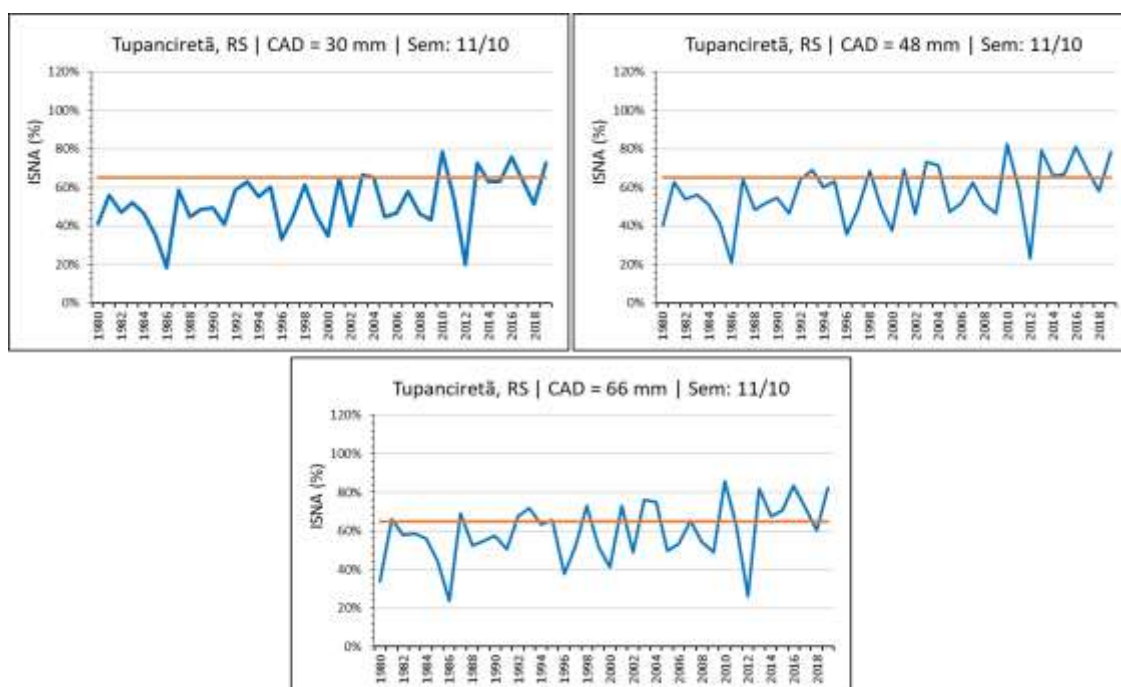 Tupanciretã, RS | CAD = 30 mm | Sem: 11/10
ISNA (%)
120%
100%
80%
60%
40%
20%
0%
1980 1982 1984 1986 1988 1990 1992 1994 1996 1998 2000 2002 2004 2006 2008 2010 2012 2014 2016 2018
Tupanciretã, RS | CAD = 48 mm | Sem: 11/10
ISNA (%)
120%
100%
80%
60%
40%
20%
0%
1980 1982 1984 1986 1988 1990 1992 1994 1996 1998 2000 2002 2004 2006 2008 2010 2012 2014 2016 2018
Tupanciretã, RS | CAD = 66 mm | Sem: 11/10
ISNA (%)
120%
100%
80%
60%
40%
20%
0%
1980 1982 1984 1986 1988 1990 1992 1994 1996 1998 2000 2002 2004 2006 2008 2010 2012 2014 2016 2018